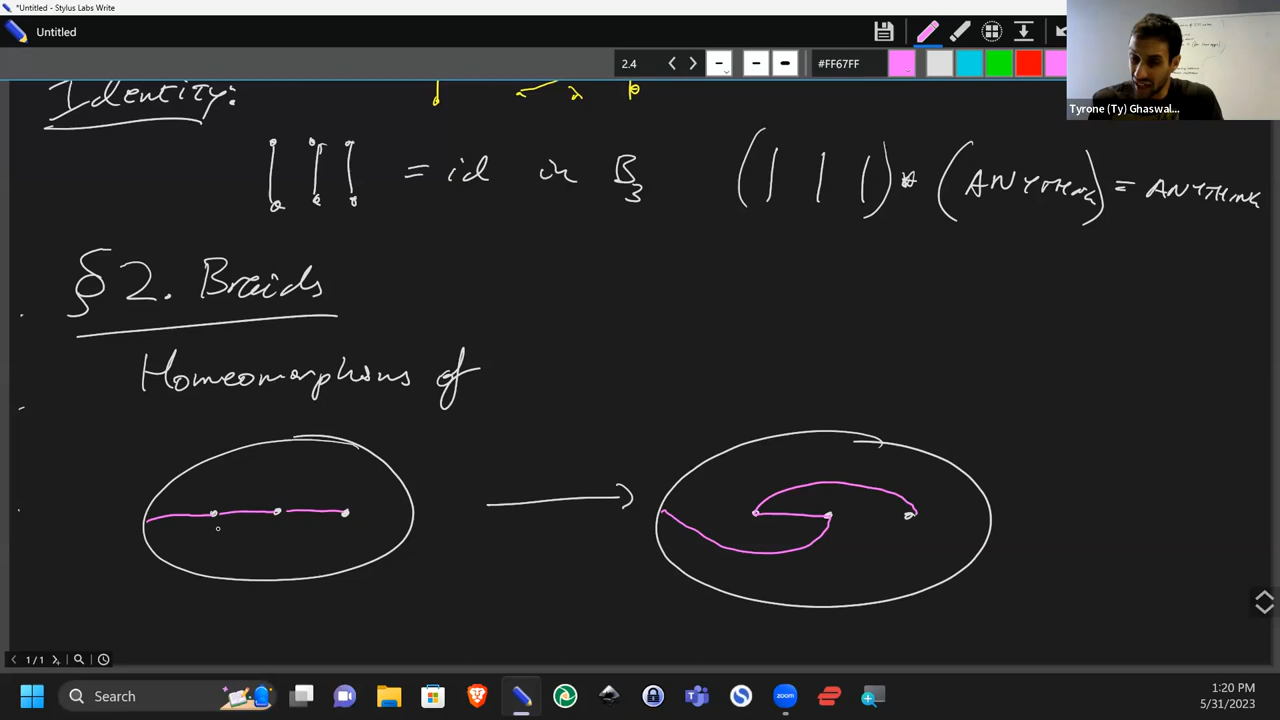 *Untitled - Stylus Labs Write
Untitled
2.4
#FF67FF
Tyrone (Ty) Ghaswal...
Identity:
= id in B3
( | | | ) * (ANYTHING) = ANYTHING
§2. Braids
Homeomorphisms of
1/1
Search
1:20 PM
5/31/2023